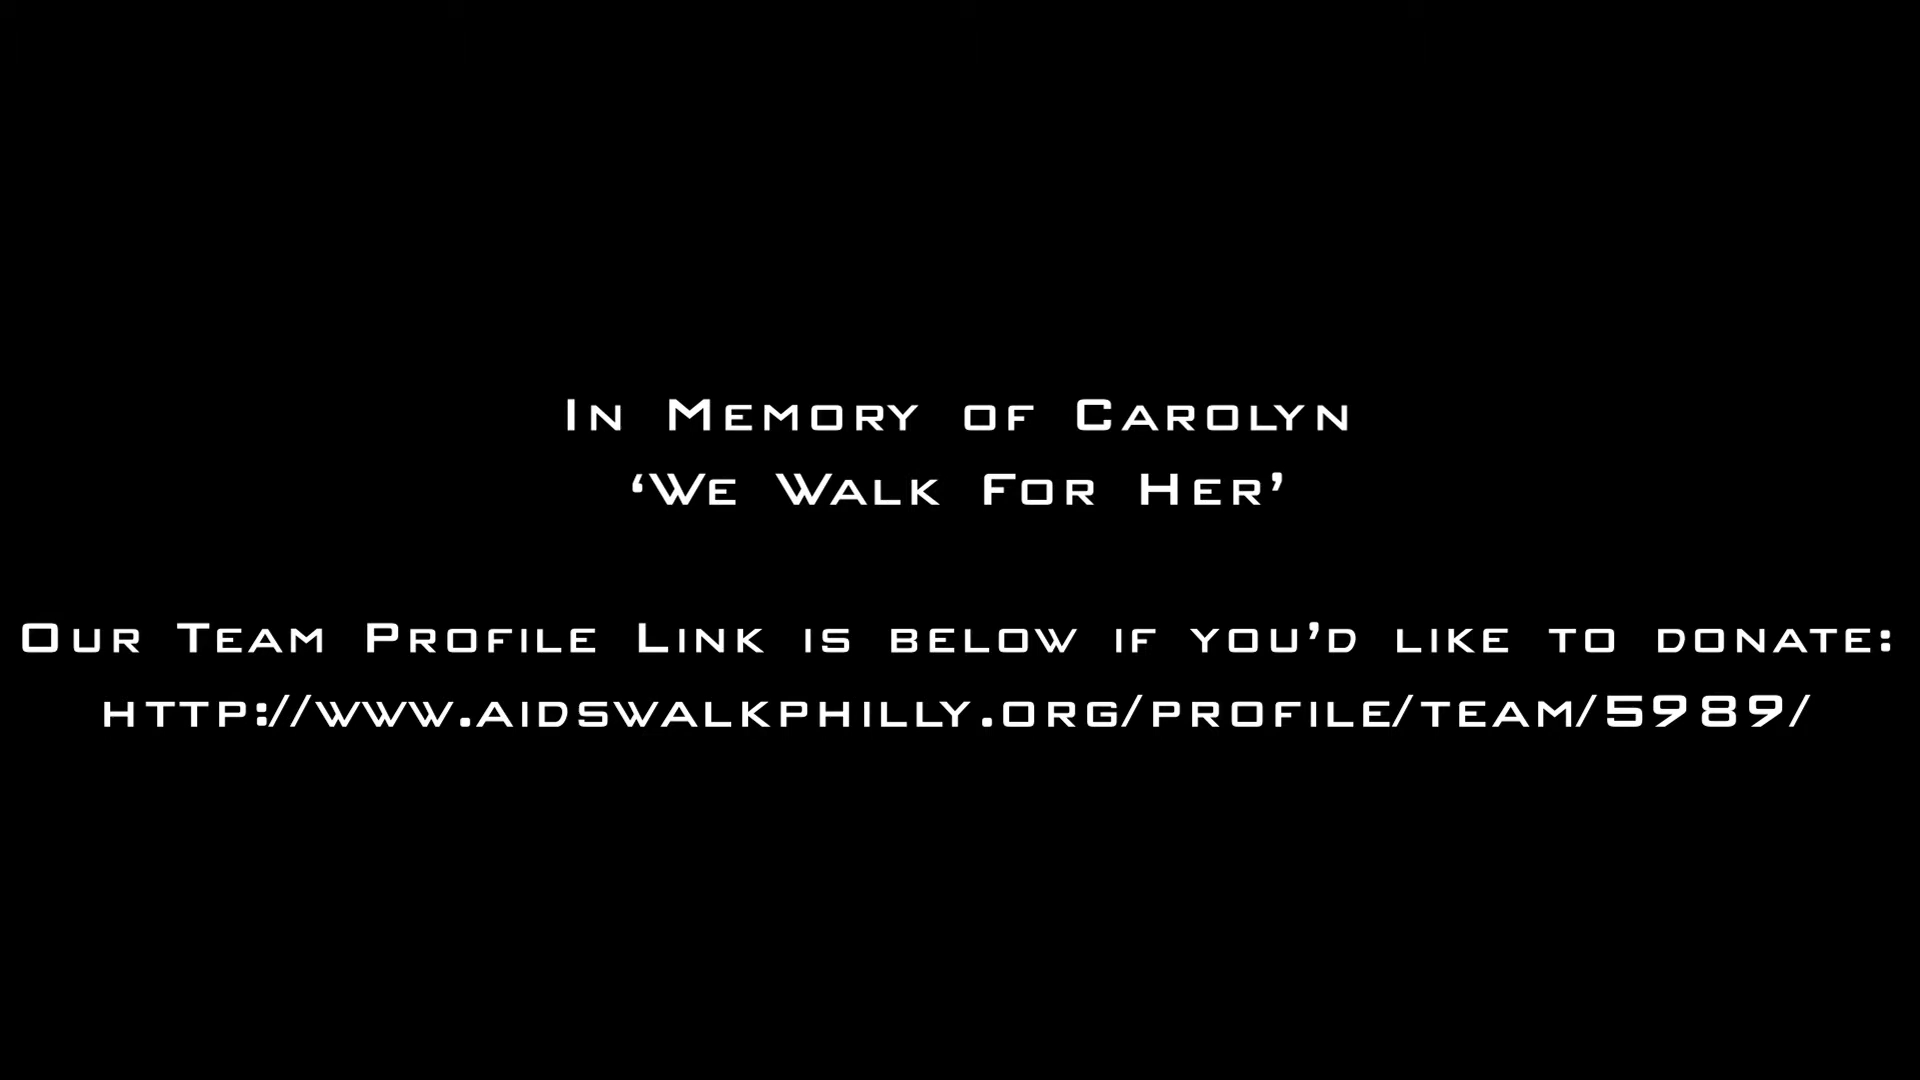 In Memory of Carolyn
‘We Walk For Her’
Our Team Profile Link is below if you’d like to donate:
http://www.aidswalkphilly.org/profile/team/5989/